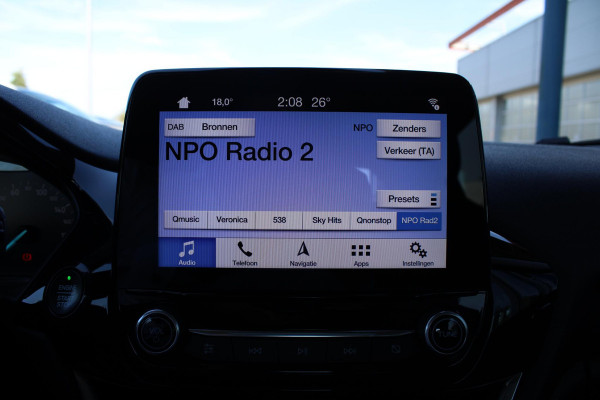 18,0° 2:08 26°
DAB Bronnen NPO Zenders
NPO Radio 2
Verkeer (TA)
Presets
Qmusic Veronica 538 Sky Hits Qnonstop NPO Rad2
Audio Telefoon Navigatie Apps Instellingen